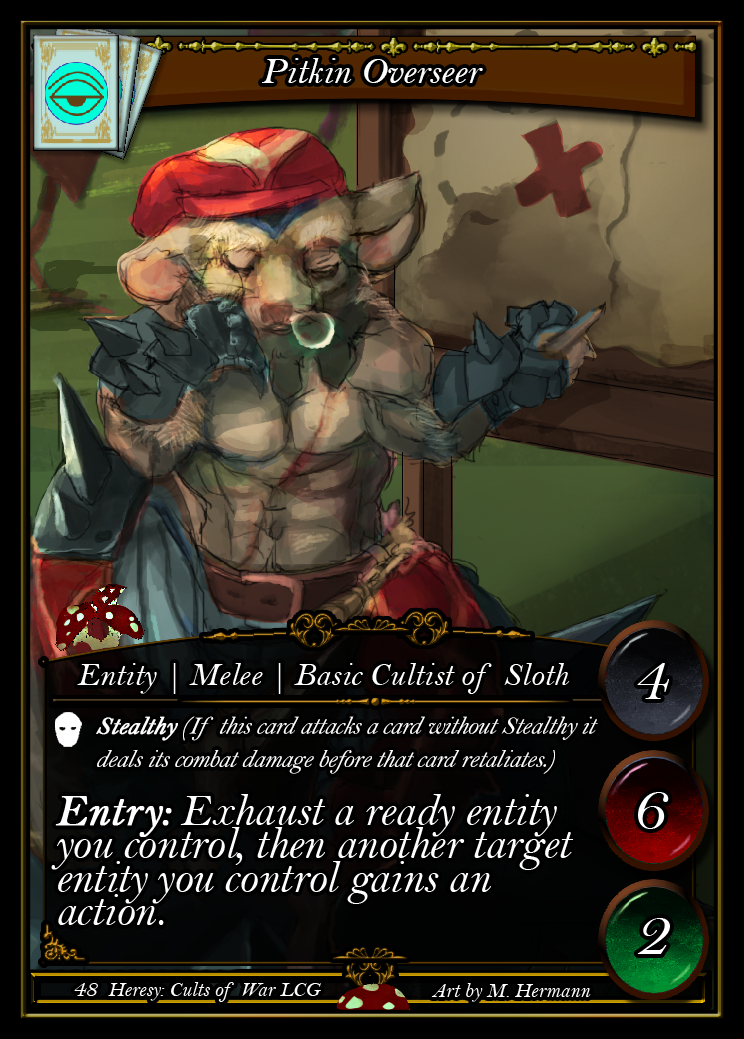 Pitkin Overseer
Entity | Melee | Basic Cultist of Sloth
4
Stealthy (If this card attacks a card without Stealthy it
deals its combat damage before that card retaliates.)
6
Entry: Exhaust a ready entity
you control, then another target
entity you control gains an
action.
2
48 Heresy: Cults of War LCG
Art by M. Hermann